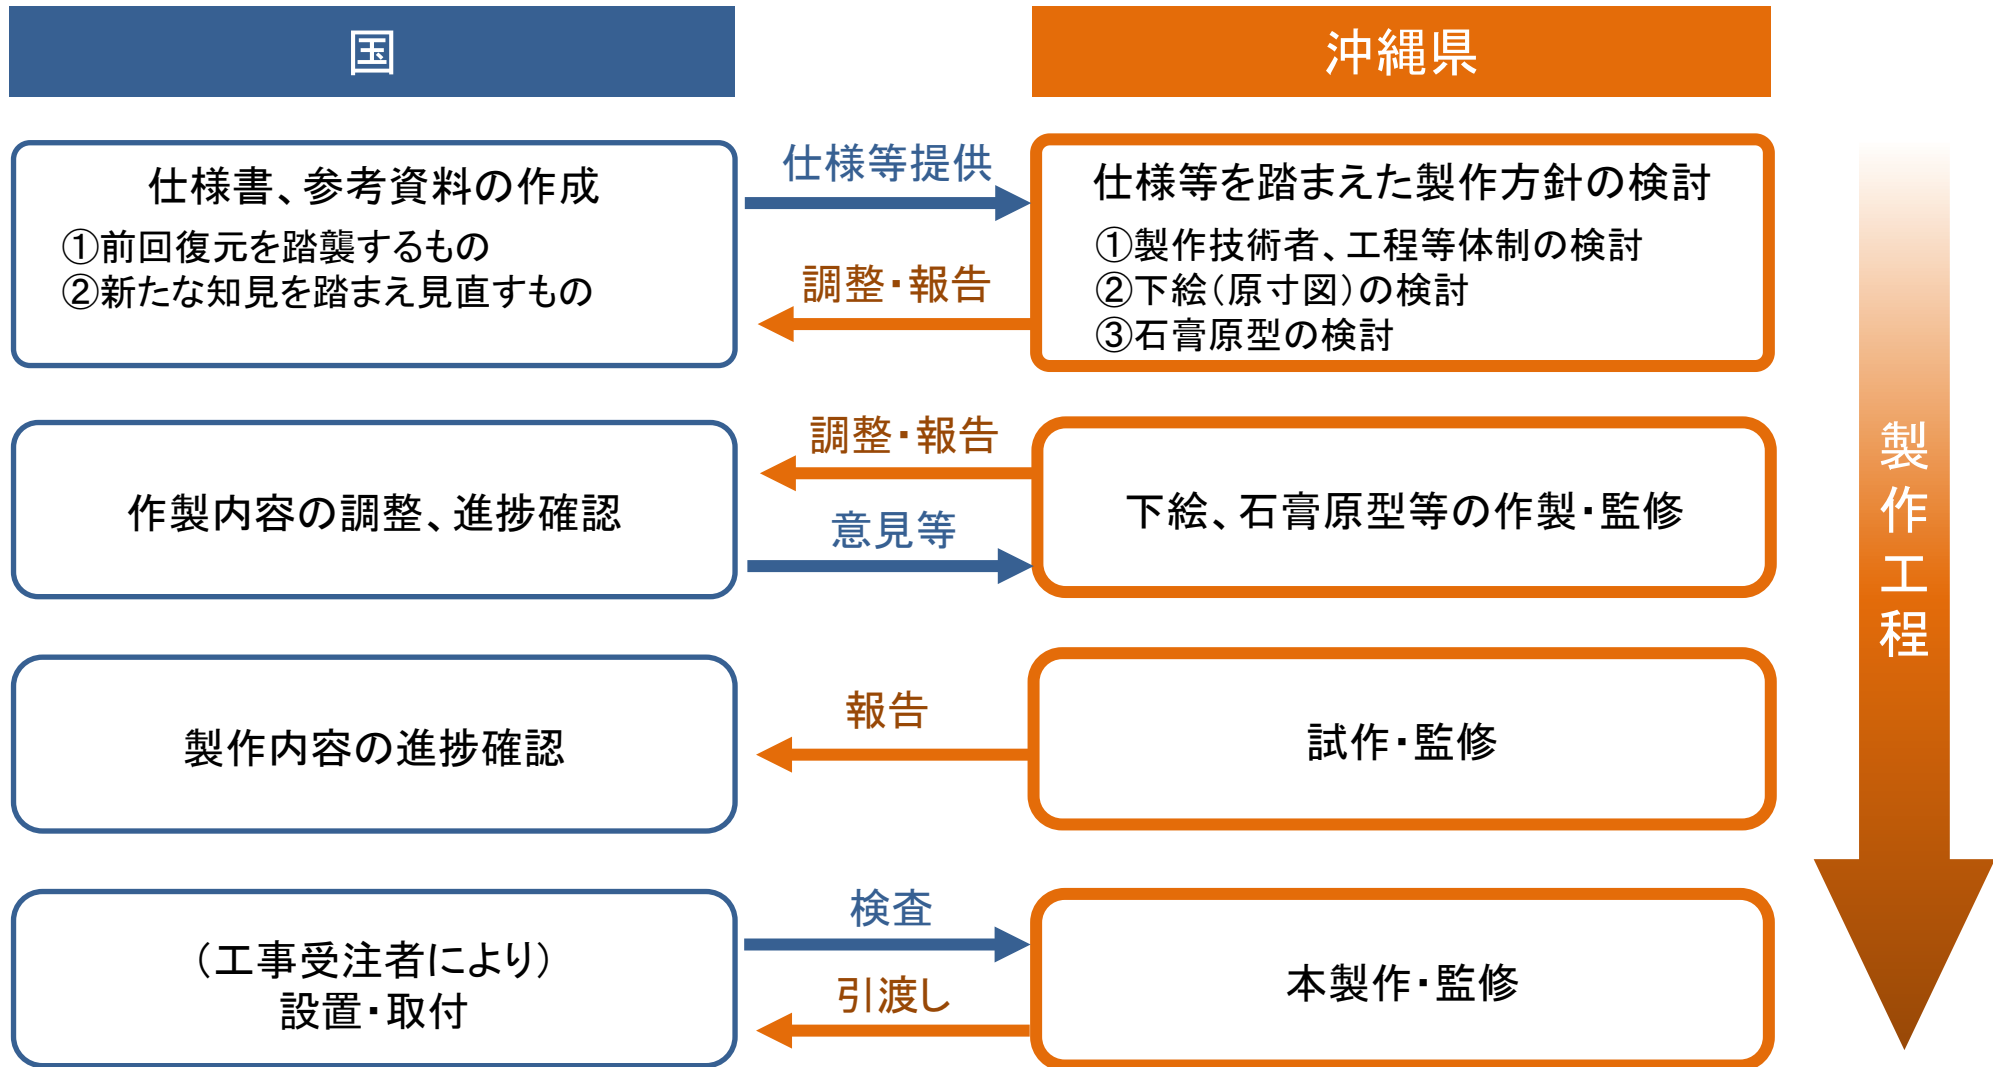 国
沖縄県
仕様書、参考資料の作成
①前回復元を踏襲するもの
②新たな知見を踏まえ見直すもの
仕様等提供
調整・報告
仕様等を踏まえた製作方針の検討
①製作技術者、工程等体制の検討
②下絵(原寸図)の検討
③石膏原型の検討
作製内容の調整、進捗確認
調整・報告
意見等
下絵、石膏原型等の作製・監修
製作内容の進捗確認
報告
試作・監修
(工事受注者により)
設置・取付
検査
引渡し
本製作・監修
製作工程